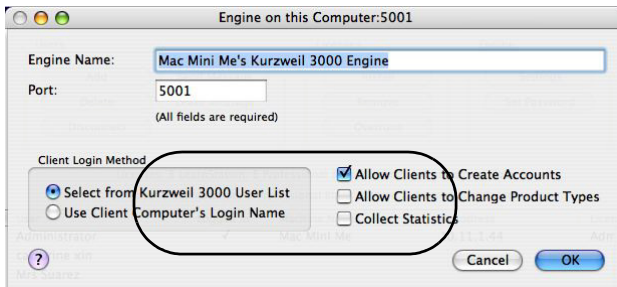 Engine on this Computer:5001
Engine Name: Mac Mini Me's Kurzweil 3000 Engine
Port: 5001
(All fields are required)
Client Login Method
Select from Kurzweil 3000 User List
Use Client Computer's Login Name
Allow Clients to Create Accounts
Allow Clients to Change Product Types
Collect Statistics
Administrator Mac Mini Me
Mrs Suarez
? Cancel OK